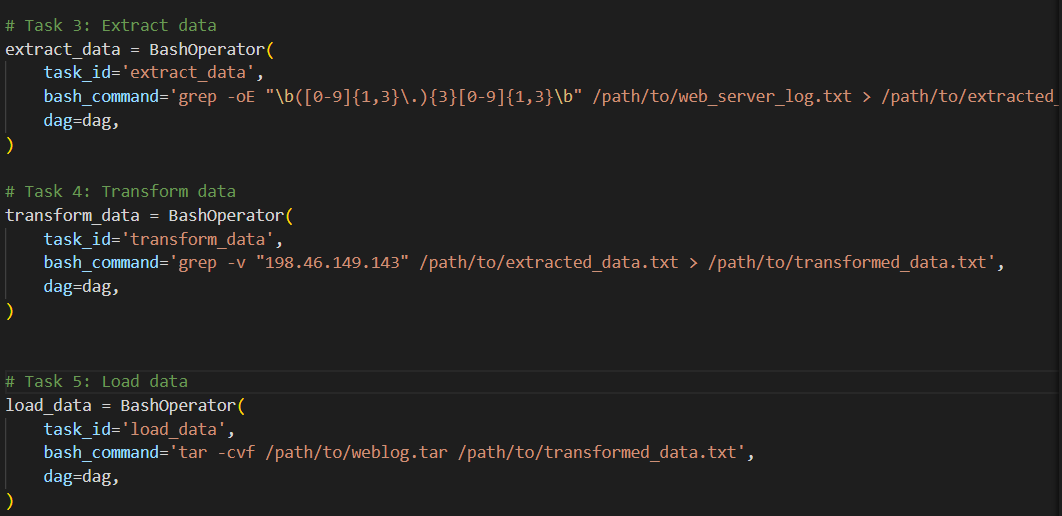 # Task 3: Extract data
extract_data = BashOperator(
    task_id='extract_data',
    bash_command='grep -oE "\b([0-9]{1,3}\.){3}[0-9]{1,3}\b" /path/to/web_server_log.txt > /path/to/extracted_
    dag=dag,
)
# Task 4: Transform data
transform_data = BashOperator(
    task_id='transform_data',
    bash_command='grep -v "198.46.149.143" /path/to/extracted_data.txt > /path/to/transformed_data.txt',
    dag=dag,
)
# Task 5: Load data
load_data = BashOperator(
    task_id='load_data',
    bash_command='tar -cvf /path/to/weblog.tar /path/to/transformed_data.txt',
    dag=dag,
)